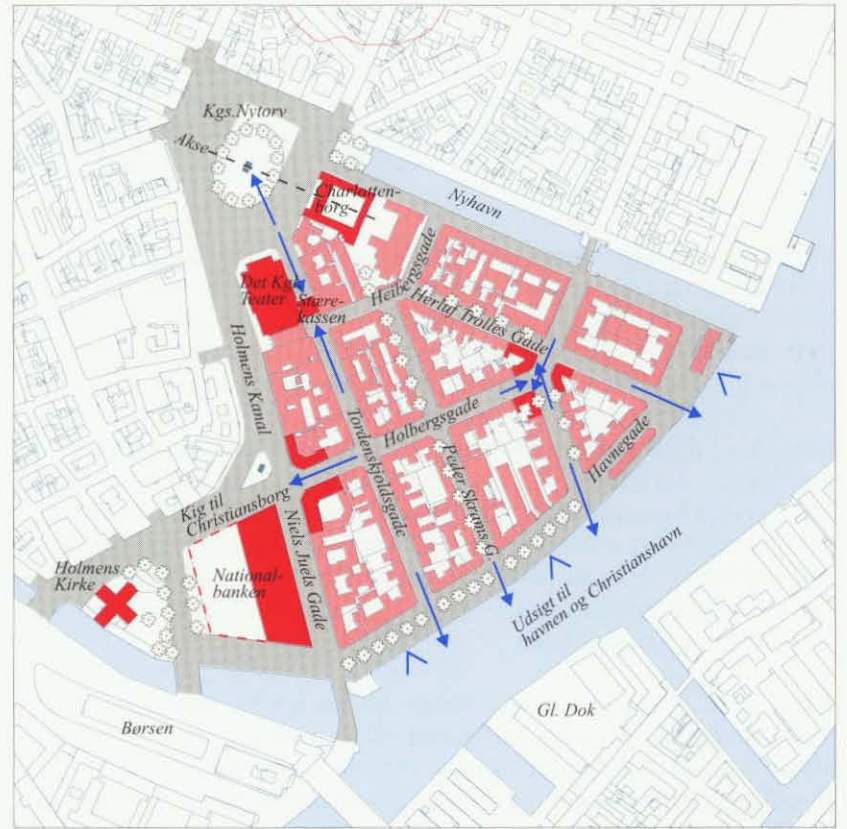 Kgs.Nytorv
Akse
Charlotten-
borg
Nyhavn
Det Kgl.
Teater
Stære-
kassen
Heibergsgade
Herluf Trolles Gade
Holmens Kanal
Tordenskjoldsgade
Holbergsgade
Havnegade
Peder Skrams G
Kig til
Christiansborg
Niels Juels Gade
Holmens
Kirke
National-
banken
Udsigt til
havnen og Christianshavn
Børsen
Gl. Dok